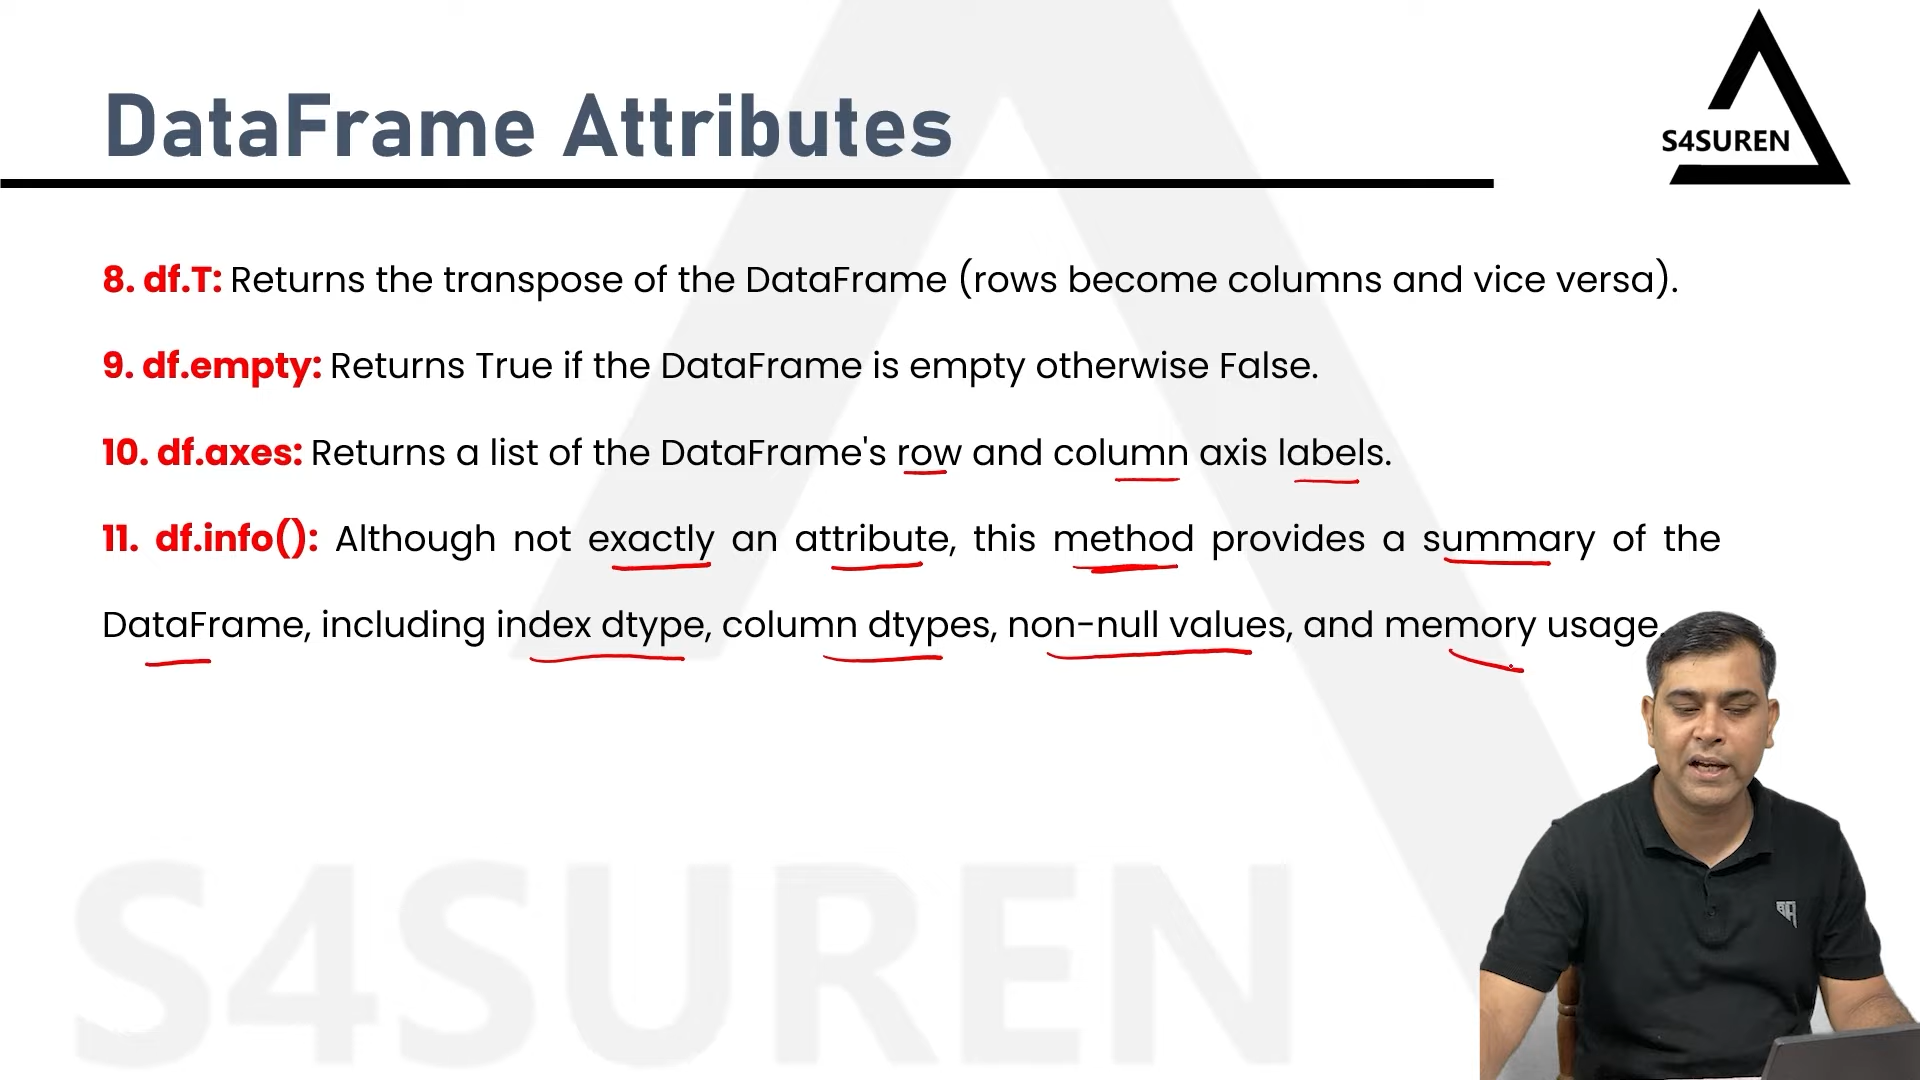 DataFrame Attributes
S4SUREN
8. df.T: Returns the transpose of the DataFrame (rows become columns and vice versa).
9. df.empty: Returns True if the DataFrame is empty otherwise False.
10. df.axes: Returns a list of the DataFrame's row and column axis labels.
11. df.info(): Although not exactly an attribute, this method provides a summary of the
DataFrame, including index dtype, column dtypes, non-null values, and memory usage.
S4SUREN